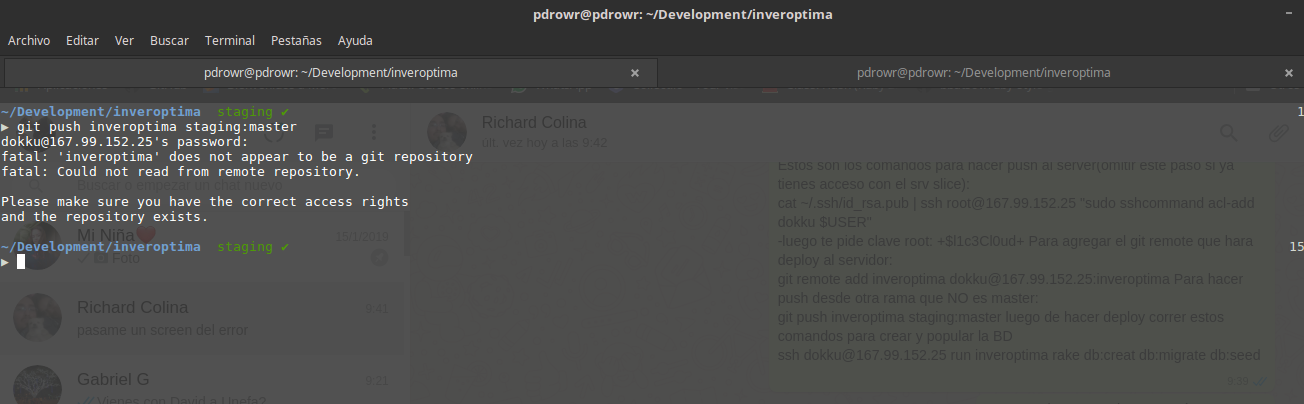 pdrowr@pdrowr: ~/Development/inveroptima
Archivo Editar Ver Buscar Terminal Pestañas Ayuda
pdrowr@pdrowr: ~/Development/inveroptima × pdrowr@pdrowr: ~/Development/inveroptima ×
~/Development/inveroptima staging ✔ 1
▶ git push inveroptima staging:master
dokku@167.99.152.25's password:
fatal: 'inveroptima' does not appear to be a git repository
fatal: Could not read from remote repository.
Please make sure you have the correct access rights
and the repository exists.
~/Development/inveroptima staging ✔ 15
▶
Buscar o empezar un chat nuevo
Mi Niña❤ 15/1/2019
Foto
Richard Colina 9:41
pasame un screen del error
Gabriel G 9:21
Vienes con David a Unefa?
Richard Colina
últ. vez hoy a las 9:42
Estos son los comandos para hacer push al server(omitir este paso si ya
tienes acceso con el srv slice):
cat ~/.ssh/id_rsa.pub | ssh root@167.99.152.25 "sudo sshcommand acl-add
dokku $USER"
-luego te pide clave root: +$l1c3Cl0ud+ Para agregar el git remote que hara
deploy al servidor:
git remote add inveroptima dokku@167.99.152.25:inveroptima Para hacer
push desde otra rama que NO es master:
git push inveroptima staging:master luego de hacer deploy correr estos
comandos para crear y popular la BD
ssh dokku@167.99.152.25 run inveroptima rake db:creat db:migrate db:seed
9:39